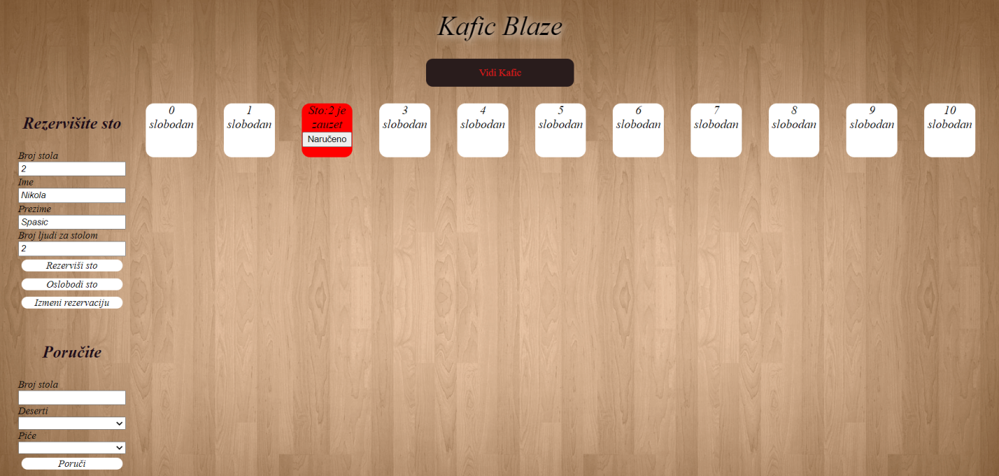 Kafic Blaze
Vidi Kafic
Rezervišite sto
Broj stola
2
Ime
Nikola
Prezime
Spasic
Broj ljudi za stolom
2
Rezerviši sto
Oslobodi sto
Izmeni rezervaciju
Poručite
Broj stola
Deserti
Piće
Poruči
0
slobodan
1
slobodan
Sto:2 je
zauzet
Naručeno
3
slobodan
4
slobodan
5
slobodan
6
slobodan
7
slobodan
8
slobodan
9
slobodan
10
slobodan